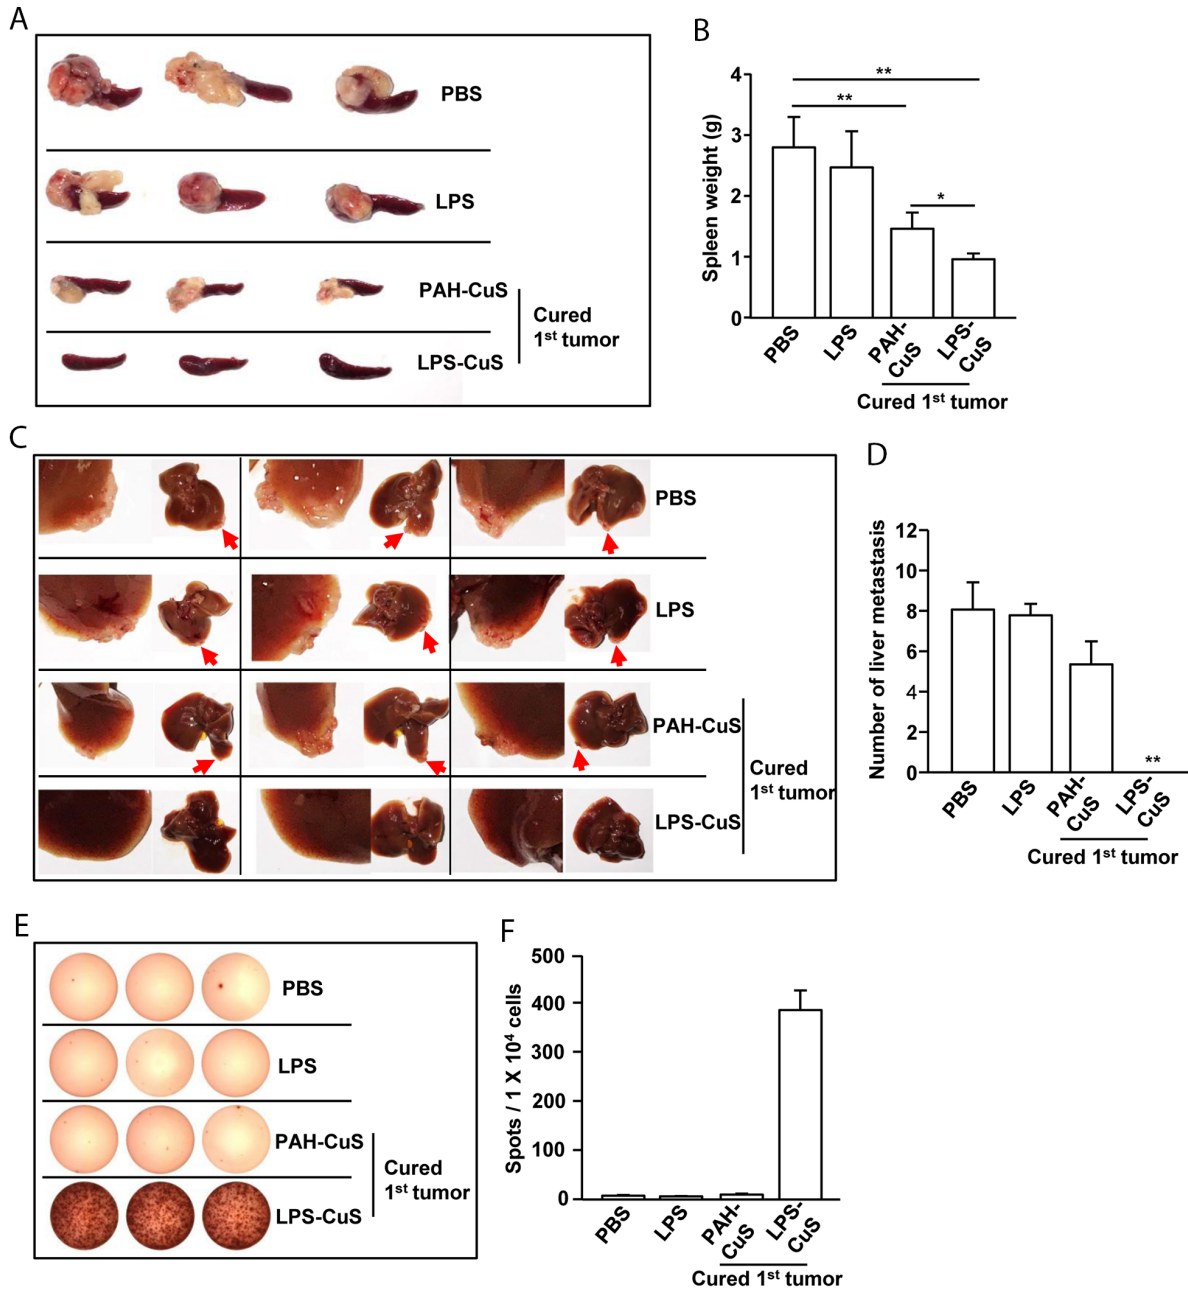 A
PBS
LPS
PAH-CuS
LPS-CuS
Cured
1st tumor
B
Spleen weight (g)
4
3
2
1
0
**
**
*
PBS
LPS
PAH-
CuS
LPS-
CuS
Cured 1st tumor
C
PBS
LPS
PAH-CuS
LPS-CuS
Cured
1st tumor
D
Number of liver metastasis
12
10
8
6
4
2
0
**
PBS
LPS
PAH-
CuS
LPS-
CuS
Cured 1st tumor
E
PBS
LPS
PAH-CuS
LPS-CuS
Cured
1st tumor
F
Spots / 1 X 10⁴ cells
500
400
300
200
100
0
PBS
LPS
PAH-
CuS
LPS-
CuS
Cured 1st tumor